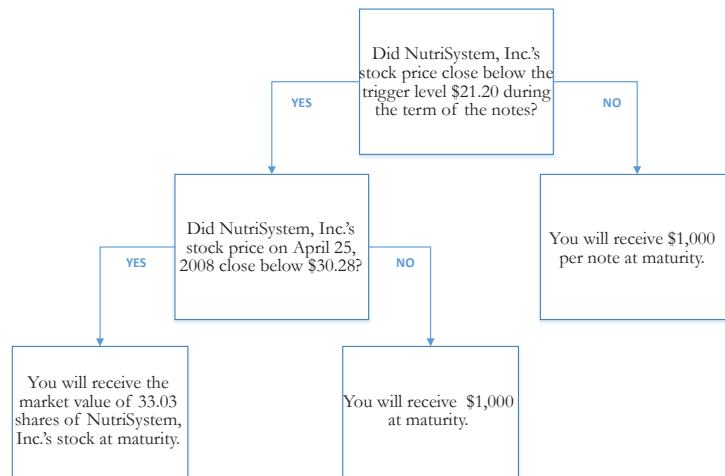 Did NutriSystem, Inc.'s
stock price close below the
trigger level $21.20 during
the term of the notes?
YES
NO
Did NutriSystem, Inc.'s
stock price on April 25,
2008 close below $30.28?
You will receive $1,000
per note at maturity.
YES
NO
You will receive the
market value of 33.03
shares of NutriSystem,
Inc.'s stock at maturity.
You will receive $1,000
at maturity.